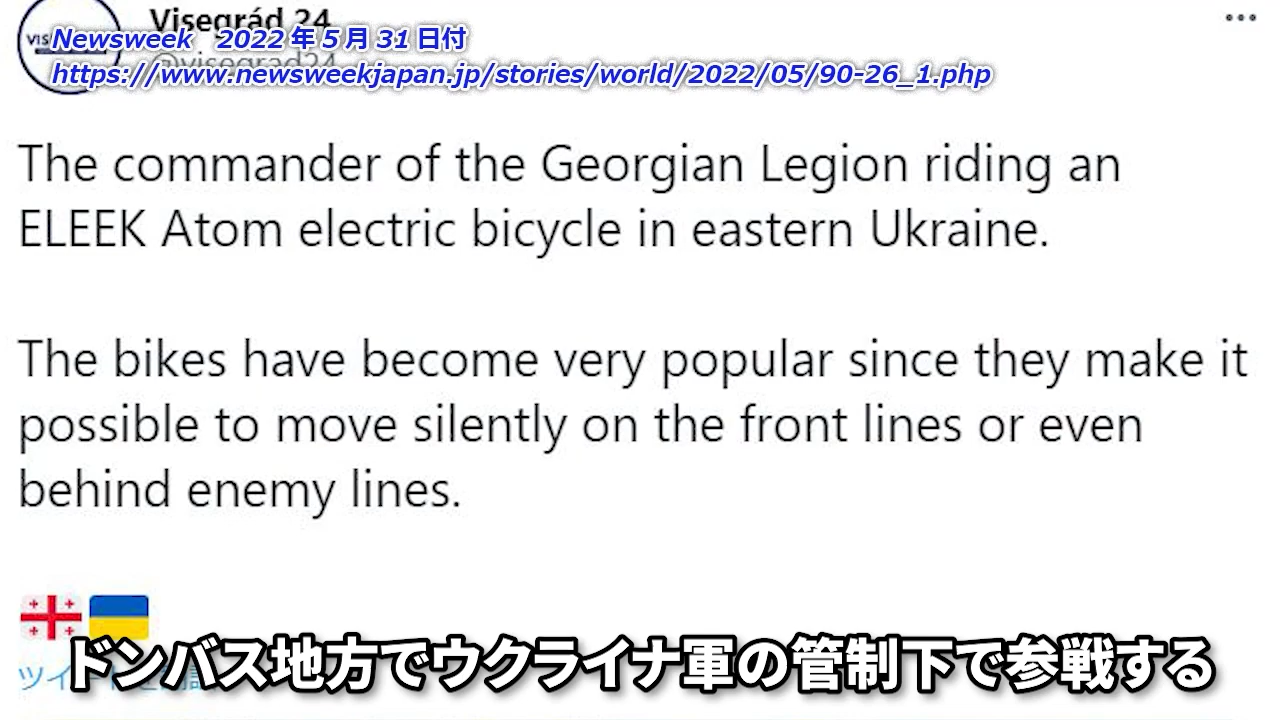 Visegrád 24
Newsweek 2022年5月31日付
@visegrad24
https://www.newsweekjapan.jp/stories/world/2022/05/90-26_1.php
The commander of the Georgian Legion riding an
ELEEK Atom electric bicycle in eastern Ukraine.
The bikes have become very popular since they make it
possible to move silently on the front lines or even
behind enemy lines.
ドンバス地方でウクライナ軍の管制下で参戦する